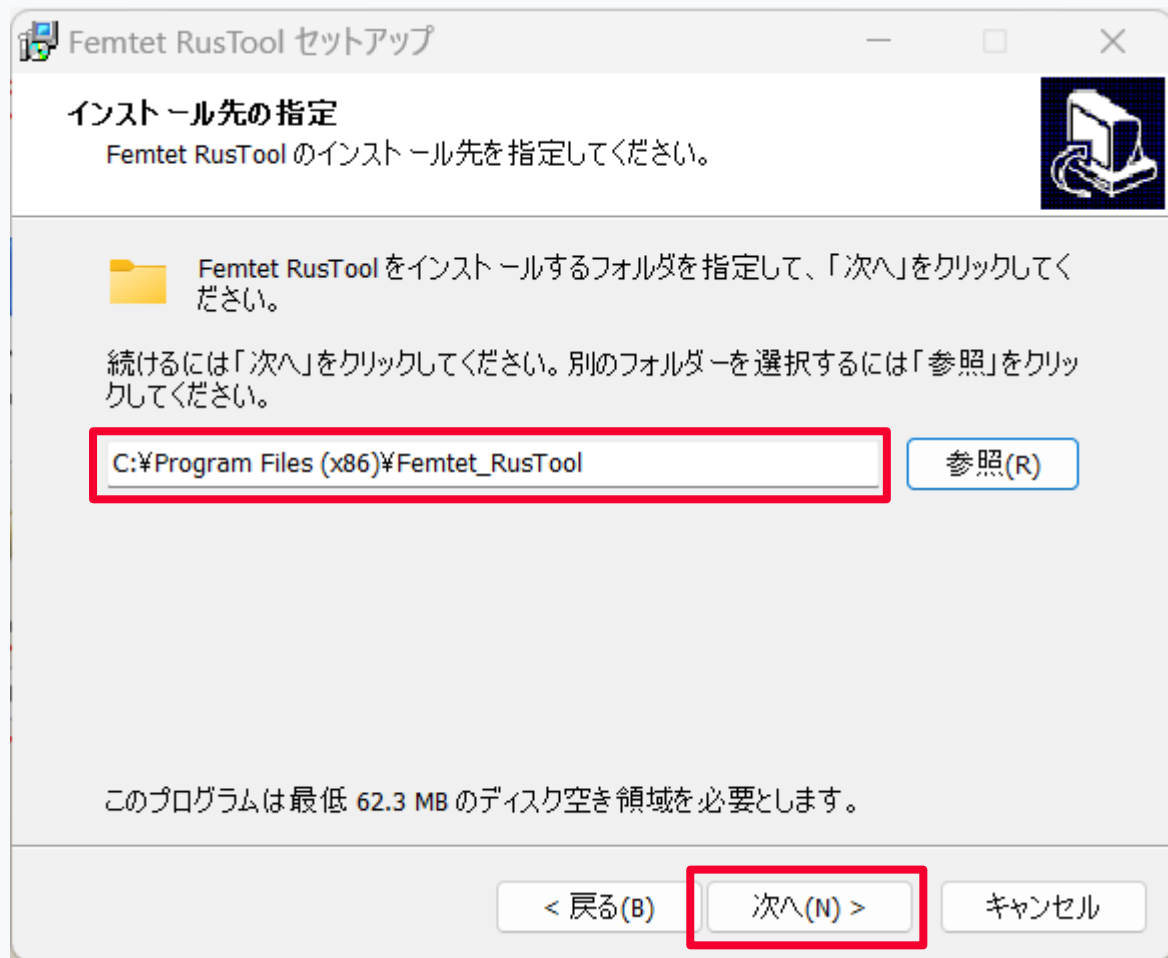 Femtet RusTool セットアップ
インストール先の指定
Femtet RusTool のインストール先を指定してください。
Femtet RusTool をインストールするフォルダを指定して、「次へ」をクリックしてく
ださい。
続けるには「次へ」をクリックしてください。別のフォルダーを選択するには「参照」をクリッ
クしてください。
C:¥Program Files (x86)¥Femtet_RusTool
参照(R)
このプログラムは最低 62.3 MB のディスク空き領域を必要とします。
< 戻る(B)
次へ(N) >
キャンセル